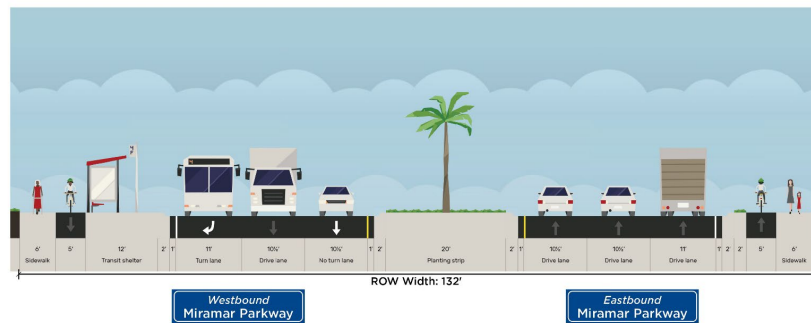 6' 5' 12' 2' 1' 11' 10½' 10½' 1' 2' 20' 2' 1' 10½' 10½' 11' 1' 2' 2' 5' 6'
Sidewalk Transit shelter Turn lane Drive lane No turn lane Planting strip Drive lane Drive lane Drive lane Sidewalk
ROW Width: 132'
Westbound
Miramar Parkway
Eastbound
Miramar Parkway